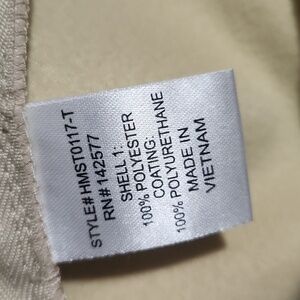 STYLE# HMST0117-T
RN# 142577
SHELL 1:
100% POLYESTER
COATING:
100% POLYURETHANE
MADE IN
VIETNAM